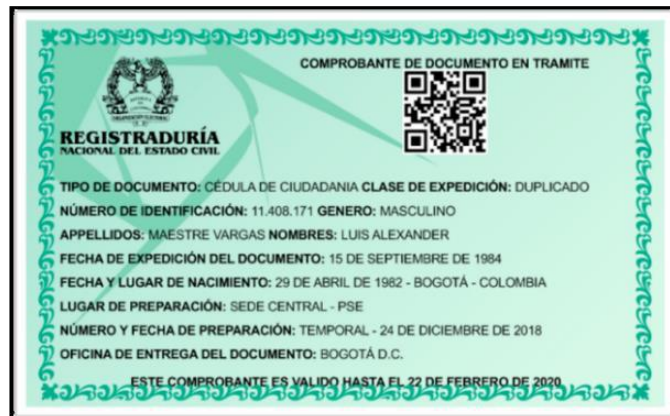 COMPROBANTE DE DOCUMENTO EN TRAMITE
REGISTRADURÍA
NACIONAL DEL ESTADO CIVIL
TIPO DE DOCUMENTO: CÉDULA DE CIUDADANIA CLASE DE EXPEDICIÓN: DUPLICADO
NÚMERO DE IDENTIFICACIÓN: 11.408.171 GENERO: MASCULINO
APPELLIDOS: MAESTRE VARGAS NOMBRES: LUIS ALEXANDER
FECHA DE EXPEDICIÓN DEL DOCUMENTO: 15 DE SEPTIEMBRE DE 1984
FECHA Y LUGAR DE NACIMIENTO: 29 DE ABRIL DE 1982 - BOGOTÁ - COLOMBIA
LUGAR DE PREPARACIÓN: SEDE CENTRAL - PSE
NÚMERO Y FECHA DE PREPARACIÓN: TEMPORAL - 24 DE DICIEMBRE DE 2018
OFICINA DE ENTREGA DEL DOCUMENTO: BOGOTÁ D.C.
ESTE COMPROBANTE ES VALIDO HASTA EL 22 DE FEBRERO DE 2020